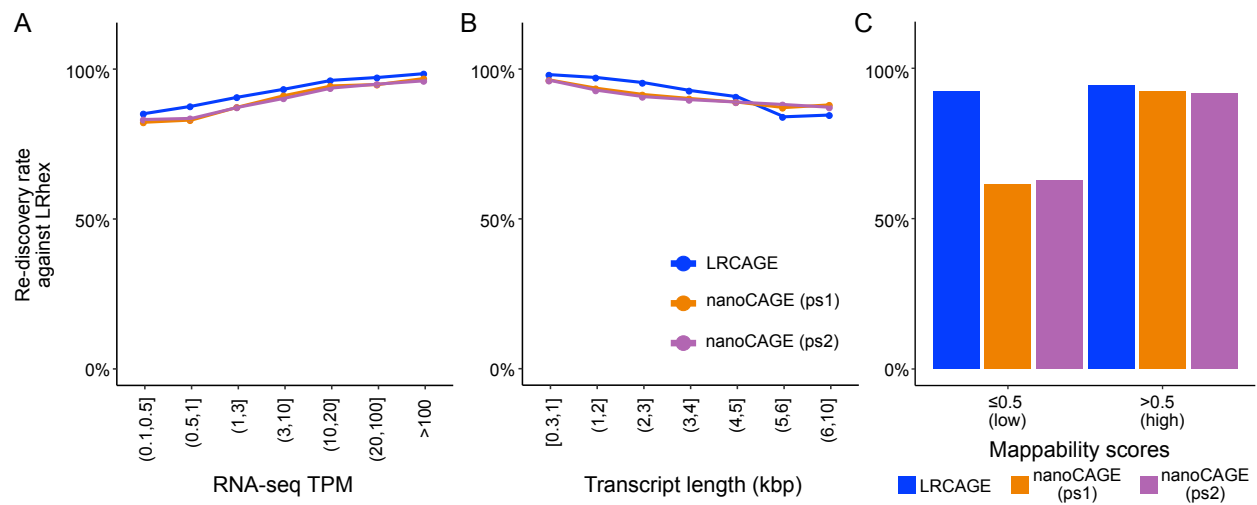 A
B
C
Re-discovery rate
against LRhex
100%
50%
0%
(0.1,0.5]
(0.5,1]
(1,3]
(3,10]
(10,20]
(20,100]
>100
RNA-seq TPM
100%
50%
0%
LRCAGE
nanoCAGE (ps1)
nanoCAGE (ps2)
[0.3,1]
(1,2]
(2,3]
(3,4]
(4,5]
(5,6]
(6,10]
Transcript length (kbp)
100%
50%
0%
≤0.5
(low)
>0.5
(high)
Mappability scores
LRCAGE
nanoCAGE
(ps1)
nanoCAGE
(ps2)